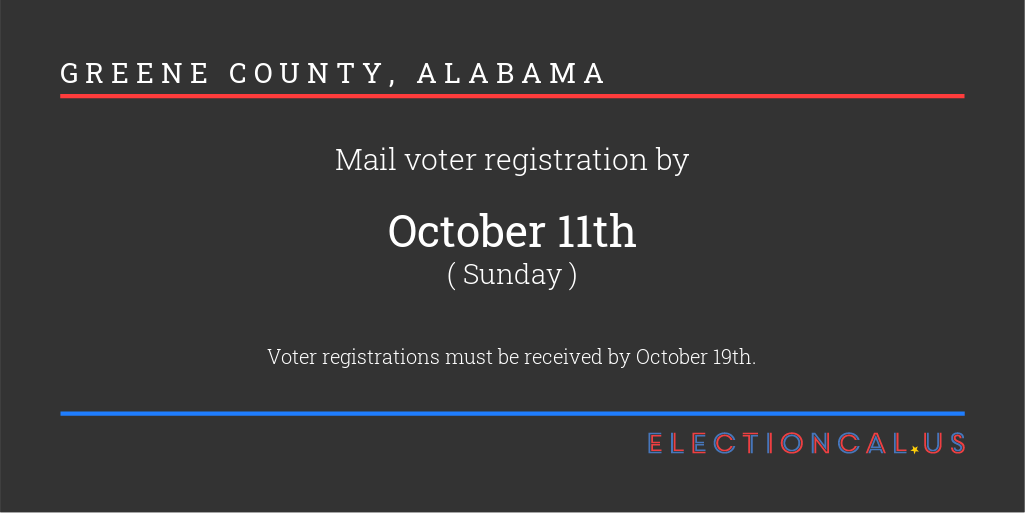 GREENE COUNTY, ALABAMA
Mail voter registration by
October 11th
( Sunday )
Voter registrations must be received by October 19th.
ELECTIONCAL.US